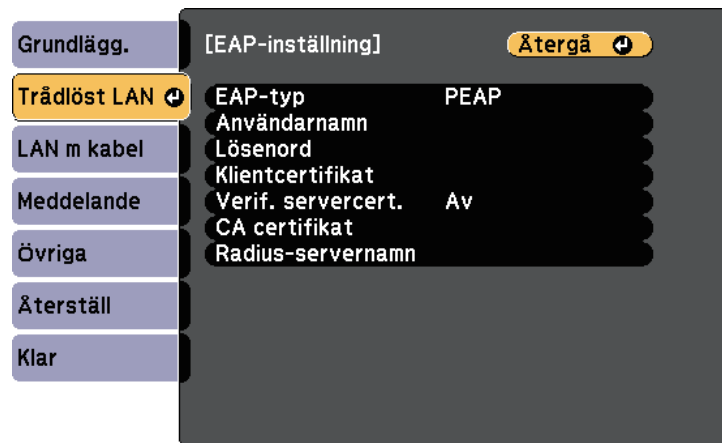 Grundlägg.
Trådlöst LAN
LAN m kabel
Meddelande
Övriga
Återställ
Klar
[EAP-inställning]
Återgå
EAP-typ PEAP
Användarnamn
Lösenord
Klientcertifikat
Verif. servercert. Av
CA certifikat
Radius-servernamn